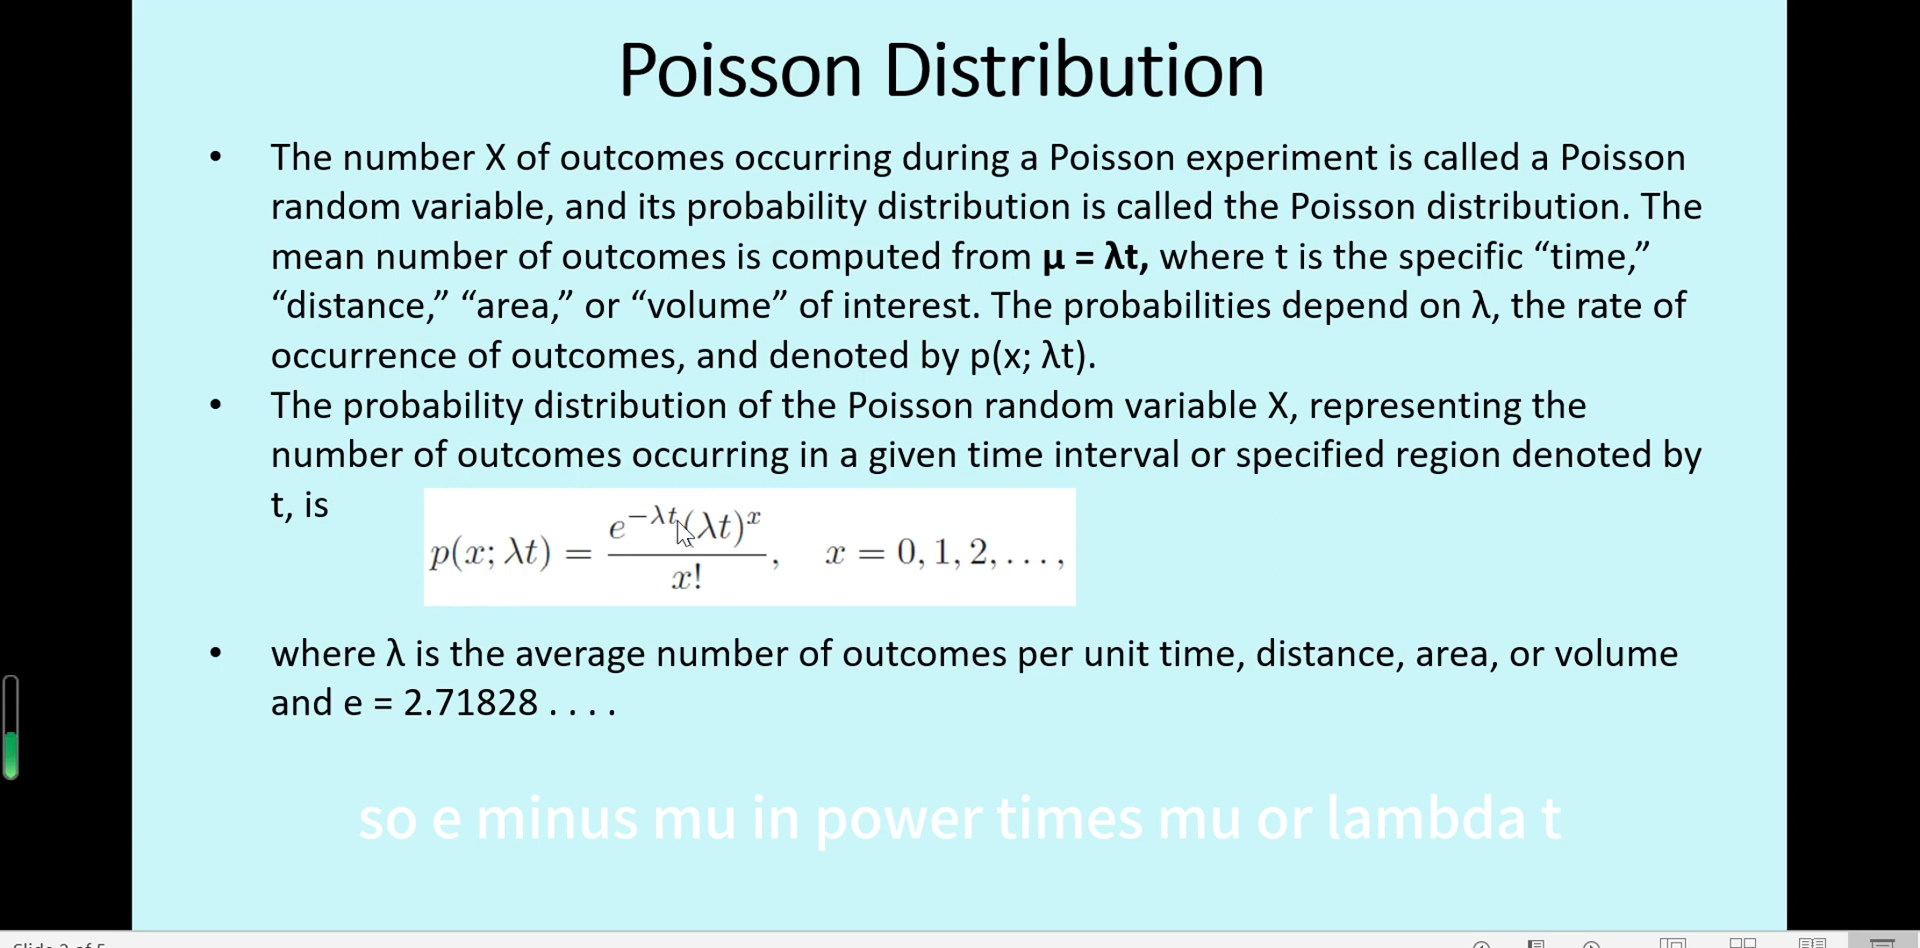 Poisson Distribution
• The number X of outcomes occurring during a Poisson experiment is called a Poisson
random variable, and its probability distribution is called the Poisson distribution. The
mean number of outcomes is computed from μ = λt, where t is the specific “time,”
“distance,” “area,” or “volume” of interest. The probabilities depend on λ, the rate of
occurrence of outcomes, and denoted by p(x; λt).
• The probability distribution of the Poisson random variable X, representing the
number of outcomes occurring in a given time interval or specified region denoted by
t, is
p(x; λt) = e^{−λt}(λt)^x / x!, x = 0, 1, 2, . . . ,
• where λ is the average number of outcomes per unit time, distance, area, or volume
and e = 2.71828 . . . .
so e minus mu in power times mu or lambda t